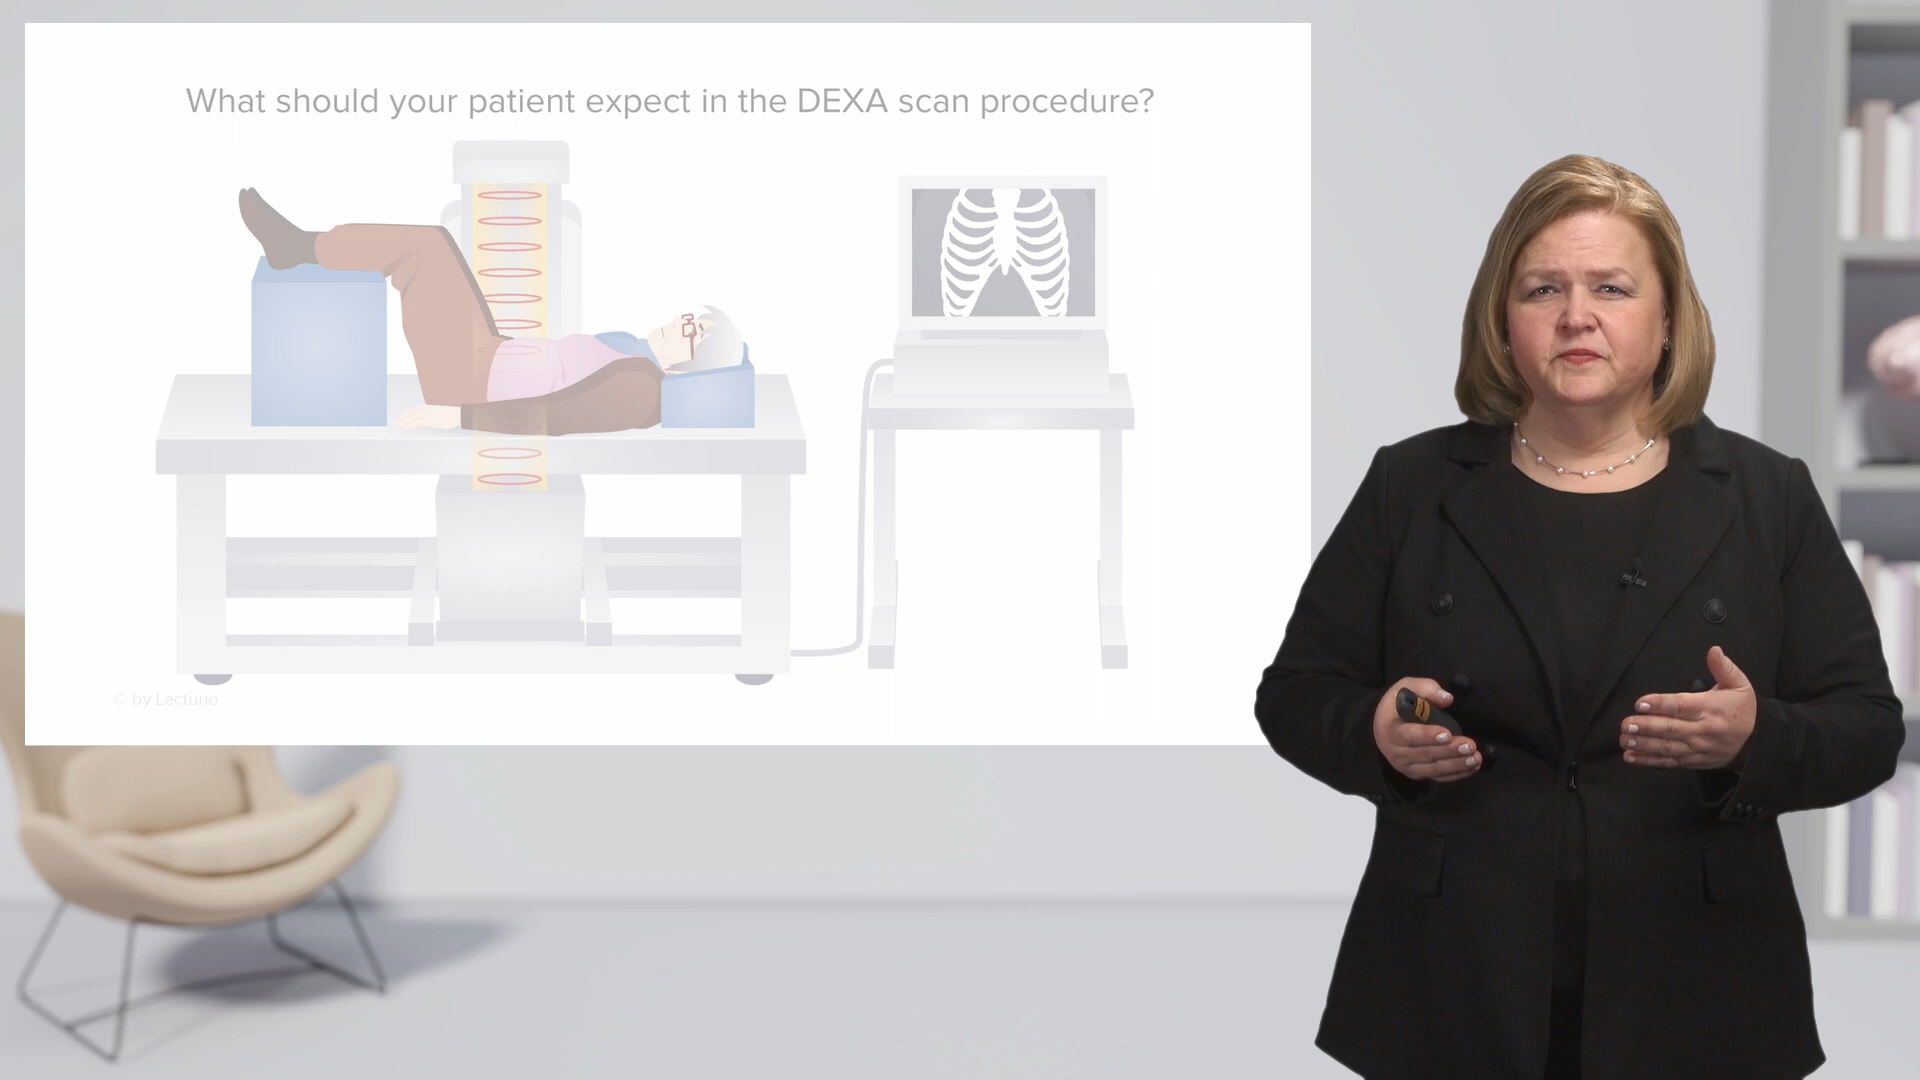 What should your patient expect in the DEXA scan procedure?
© by Lecturio